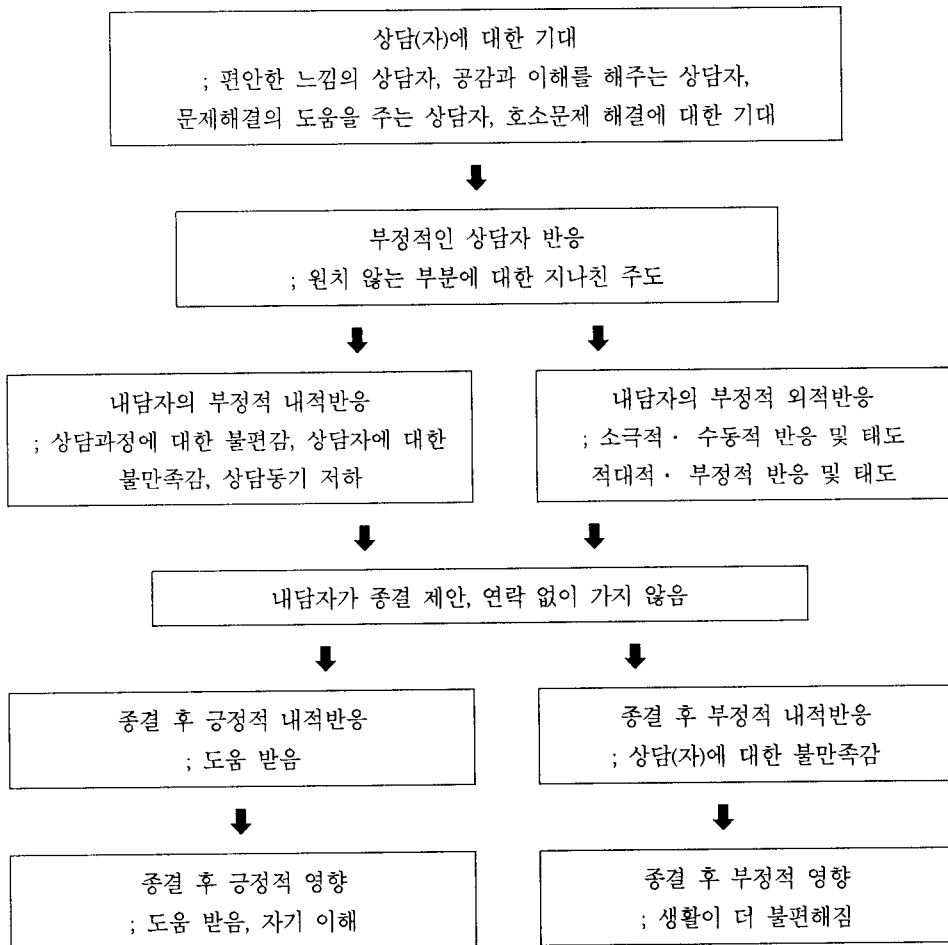 상담(자)에 대한 기대
; 편안한 느낌의 상담자, 공감과 이해를 해주는 상담자,
문제해결의 도움을 주는 상담자, 호소문제 해결에 대한 기대
부정적인 상담자 반응
; 원치 않는 부분에 대한 지나친 주도
내담자의 부정적 내적반응
; 상담과정에 대한 불편감, 상담자에 대한
불만족감, 상담동기 저하
내담자의 부정적 외적반응
; 소극적· 수동적 반응 및 태도
적대적· 부정적 반응 및 태도
내담자가 종결 제안, 연락 없이 가지 않음
종결 후 긍정적 내적반응
; 도움 받음
종결 후 부정적 내적반응
; 상담(자)에 대한 불만족감
종결 후 긍정적 영향
; 도움 받음, 자기 이해
종결 후 부정적 영향
; 생활이 더 불편해짐